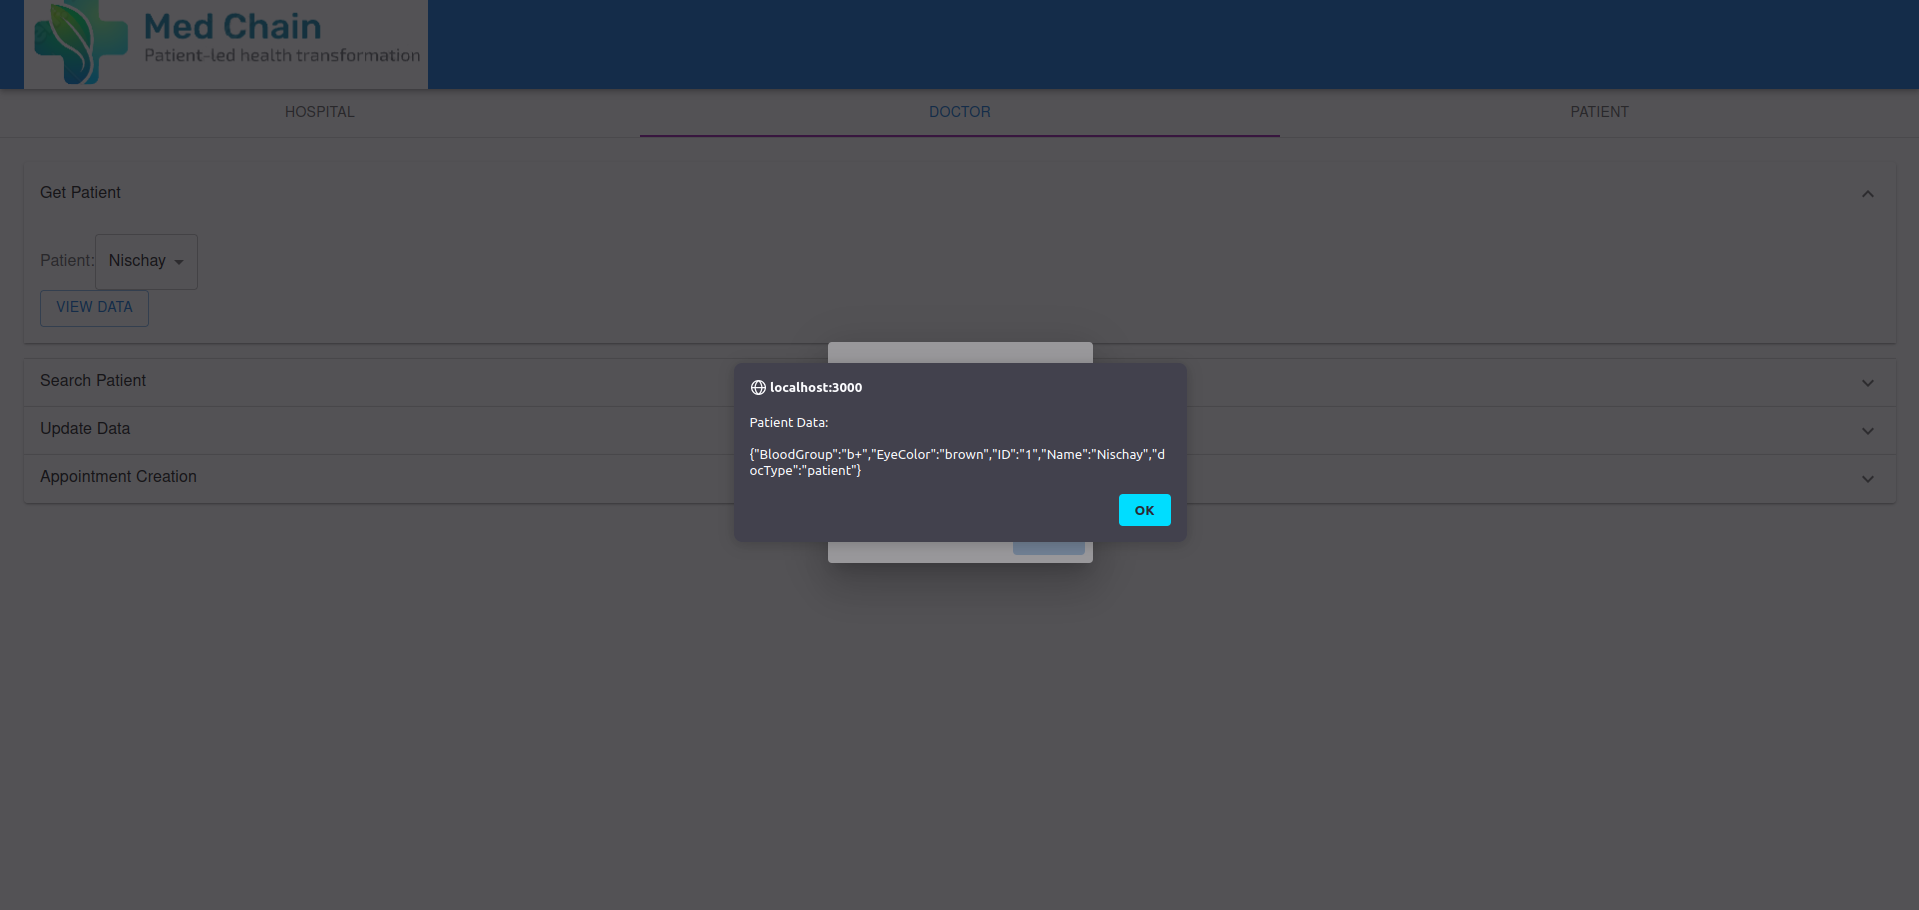 Med Chain
Patient-led health transformation
HOSPITAL
DOCTOR
PATIENT
Get Patient
Patient:
Nischay
VIEW DATA
Search Patient
Update Data
Appointment Creation
localhost:3000
Patient Data:
{"BloodGroup":"b+","EyeColor":"brown","ID":"1","Name":"Nischay","d
ocType":"patient"}
OK